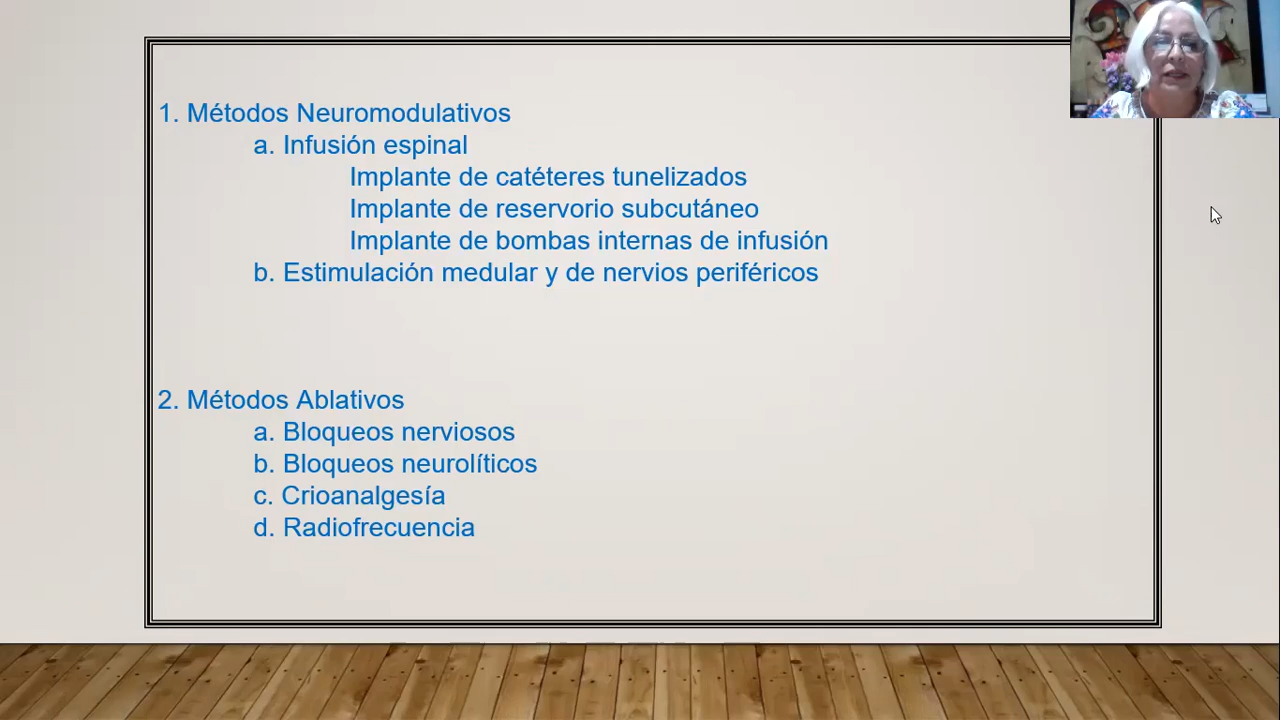 1. Métodos Neuromodulativos
a. Infusión espinal
Implante de catéteres tunelizados
Implante de reservorio subcutáneo
Implante de bombas internas de infusión
b. Estimulación medular y de nervios periféricos
2. Métodos Ablativos
a. Bloqueos nerviosos
b. Bloqueos neurolíticos
c. Crioanalgesía
d. Radiofrecuencia